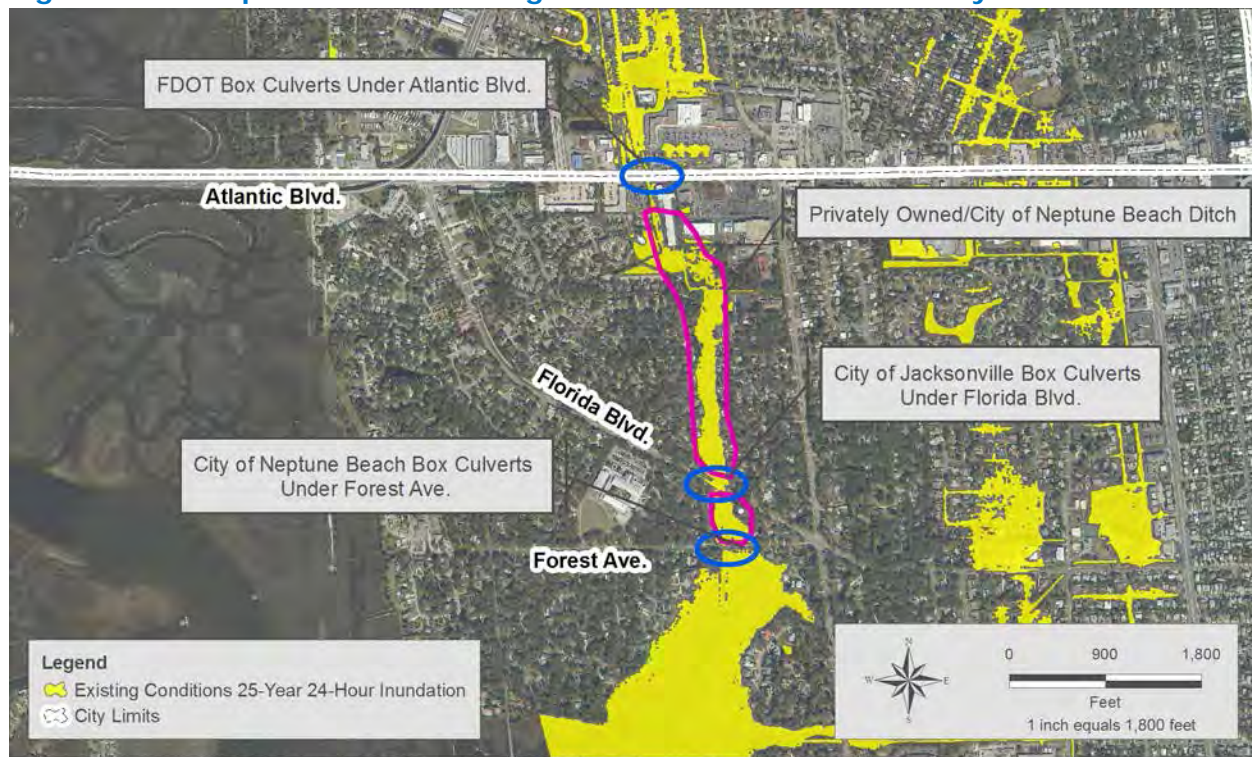 FDOT Box Culverts Under Atlantic Blvd.
Atlantic Blvd.
Privately Owned/City of Neptune Beach Ditch
City of Jacksonville Box Culverts
Under Florida Blvd.
Florida Blvd.
City of Neptune Beach Box Culverts
Under Forest Ave.
Forest Ave.
Legend
Existing Conditions 25-Year 24-Hour Inundation
City Limits
N
W
E
S
0 900 1,800
Feet
1 inch equals 1,800 feet